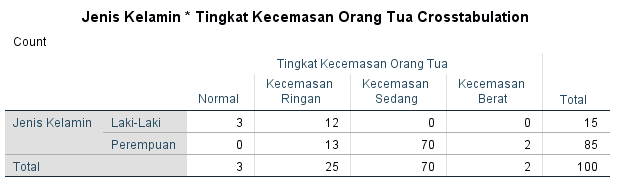 Jenis Kelamin * Tingkat Kecemasan Orang Tua Crosstabulation
Count
Tingkat Kecemasan Orang Tua
Normal Kecemasan Ringan Kecemasan Sedang Kecemasan Berat Total
Jenis Kelamin Laki-Laki 3 12 0 0 15
Perempuan 0 13 70 2 85
Total 3 25 70 2 100